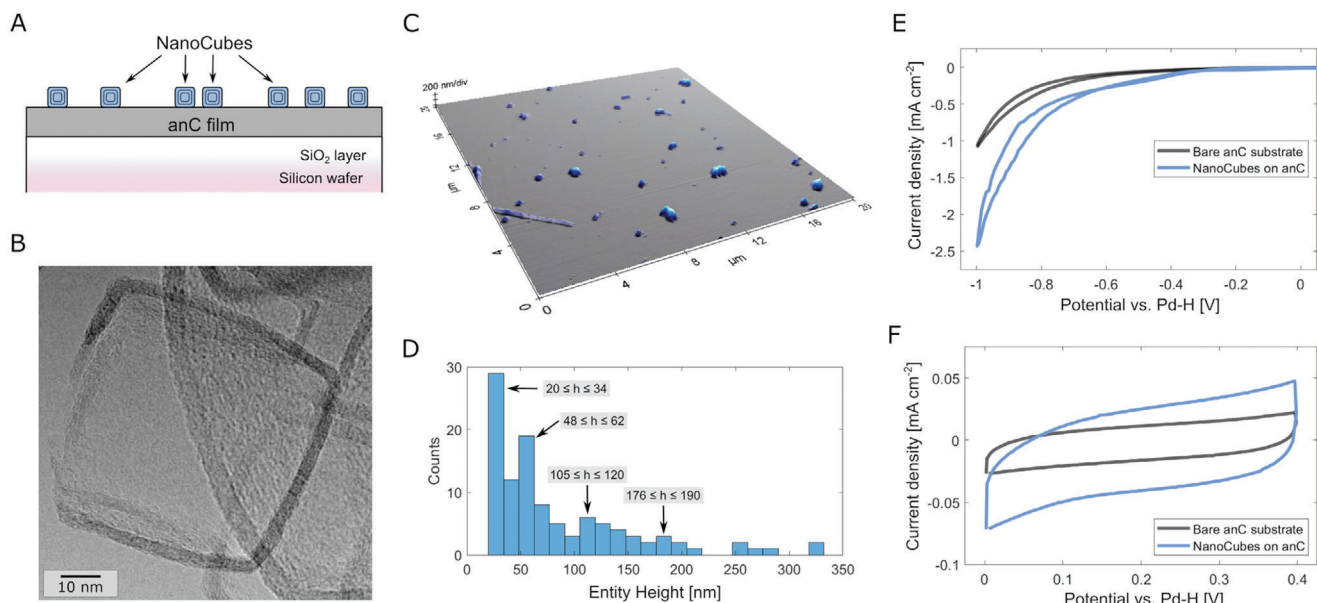 A
NanoCubes
anC film
SiO2 layer
Silicon wafer
B
10 nm
C
200 nm/div
20
16
12
µm
8
4
0
0
4
8
µm
12
16
20
D
30
20
10
0
Counts
20 ≤ h ≤ 34
48 ≤ h ≤ 62
105 ≤ h ≤ 120
176 ≤ h ≤ 190
0 50 100 150 200 250 300 350
Entity Height [nm]
E
0
-0.5
-1
-1.5
-2
-2.5
Current density [mA cm-2]
Bare anC substrate
NanoCubes on anC
-1 -0.8 -0.6 -0.4 -0.2 0
Potential vs. Pd-H [V]
F
0.05
0
-0.05
-0.1
Current density [mA cm-2]
Bare anC substrate
NanoCubes on anC
0 0.1 0.2 0.3 0.4
Potential vs. Pd-H [V]